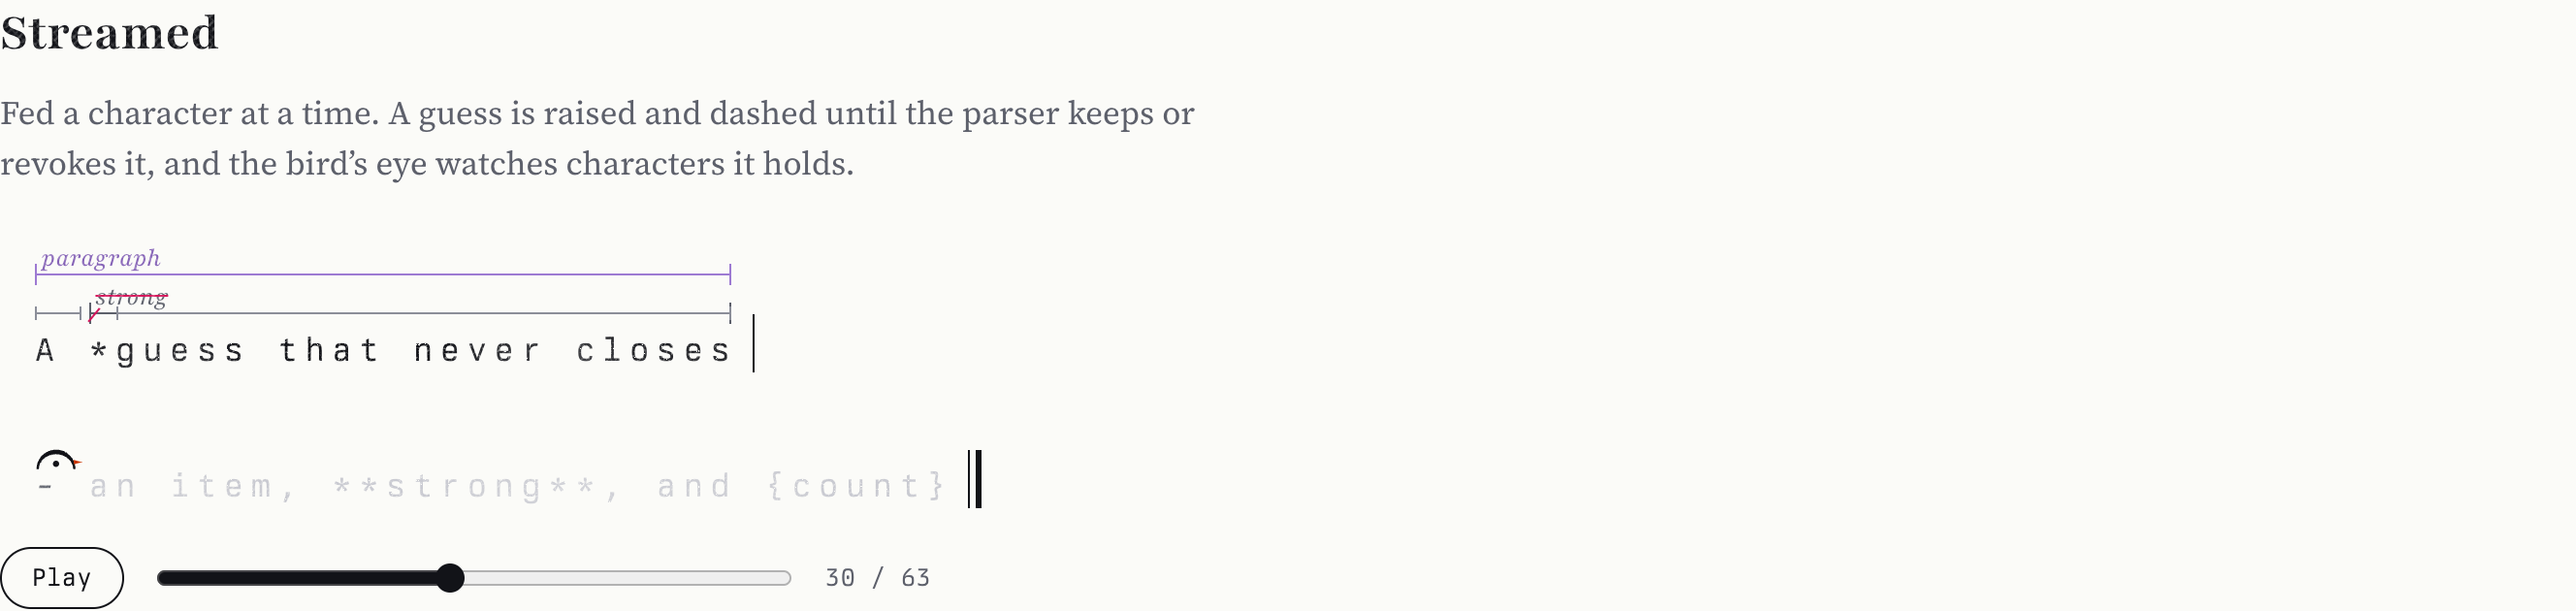 Streamed
Fed a character at a time. A guess is raised and dashed until the parser keeps or
revokes it, and the bird’s eye watches characters it holds.
paragraph
strong
A *guess that never closes
- an item, **strong**, and {count}
Play 30 / 63